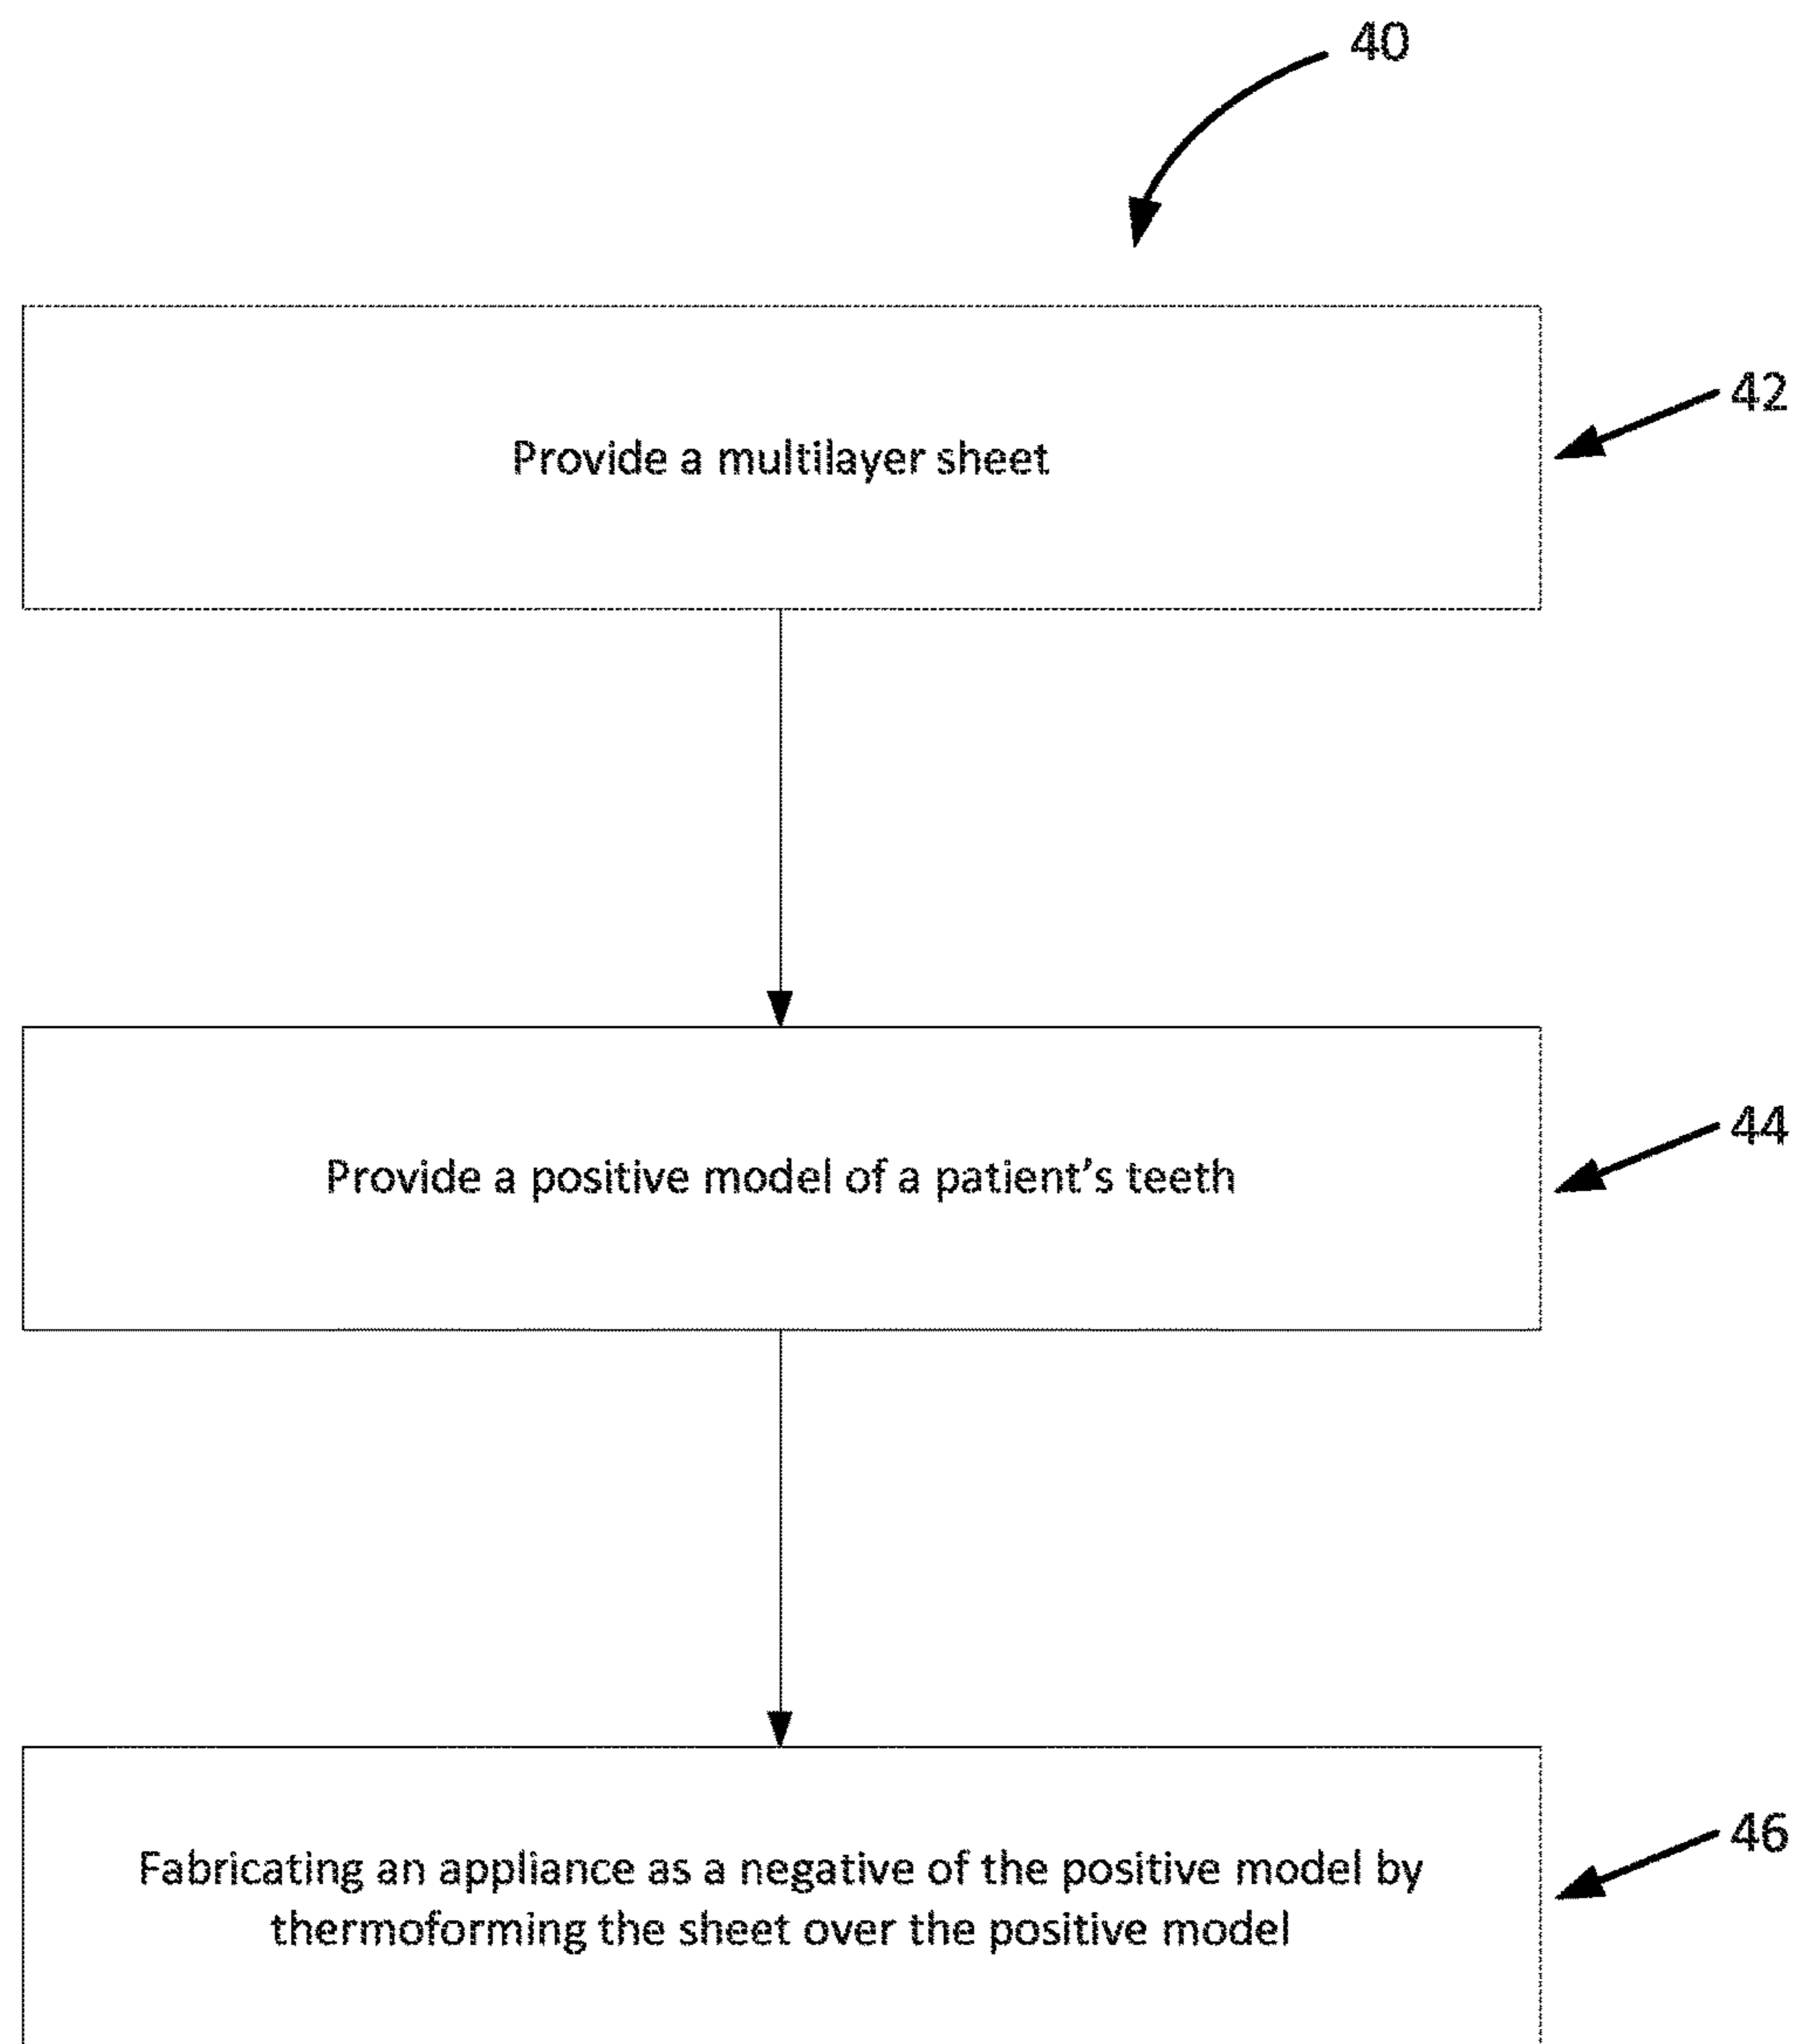 40
Provide a multilayer sheet
42
Provide a positive model of a patient's teeth
44
Fabricating an appliance as a negative of the positive model by
thermoforming the sheet over the positive model
46